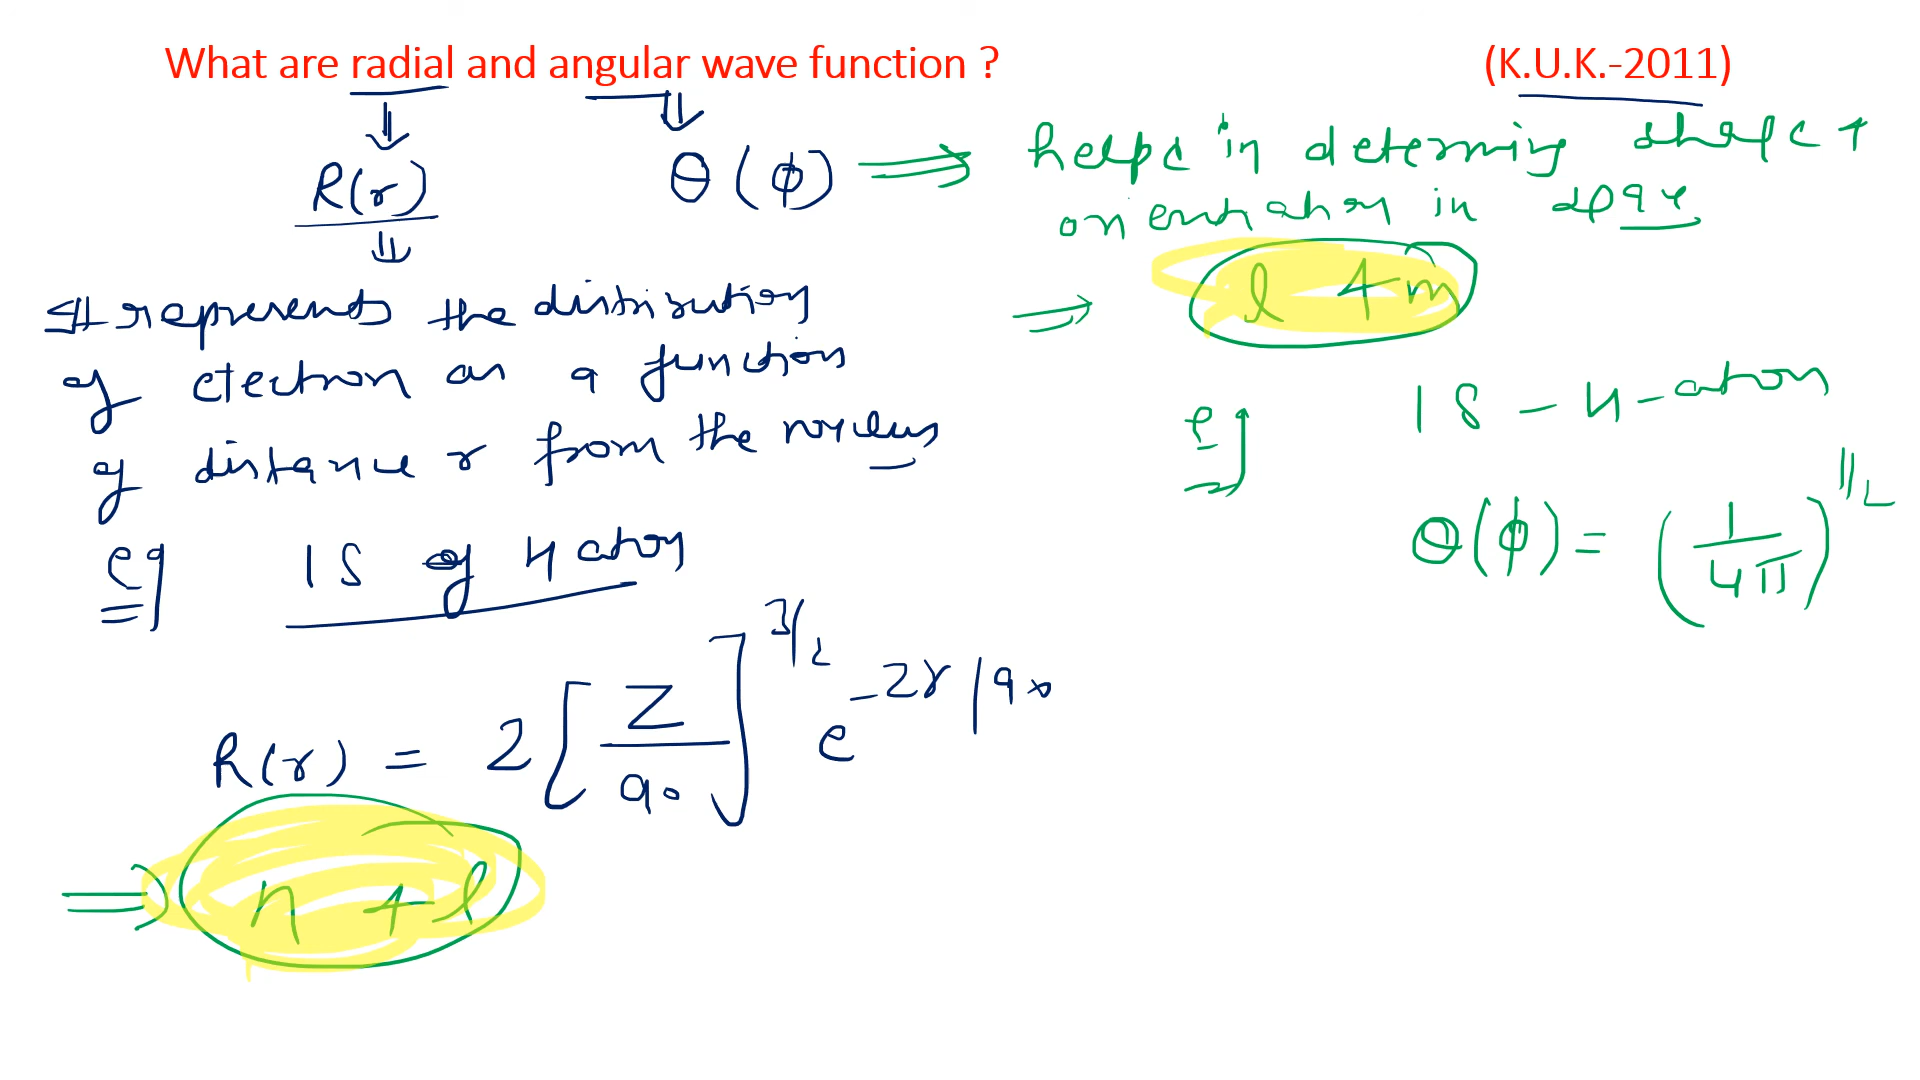 What are radial and angular wave function ? (K.U.K.-2011)
R(r)
θ(ϕ) ⇒ helps in determing shape +
orientation in space
⇒ l + m
It represents the distribution
of electron as a function
of distance r from the nucleus
eg 1S of H atom
R(r) = 2[Z/a₀]^3/2 e^-2r/a₀
⇒ n + l
eg 1S - H - atom
θ(ϕ) = (1/4π)^1/2